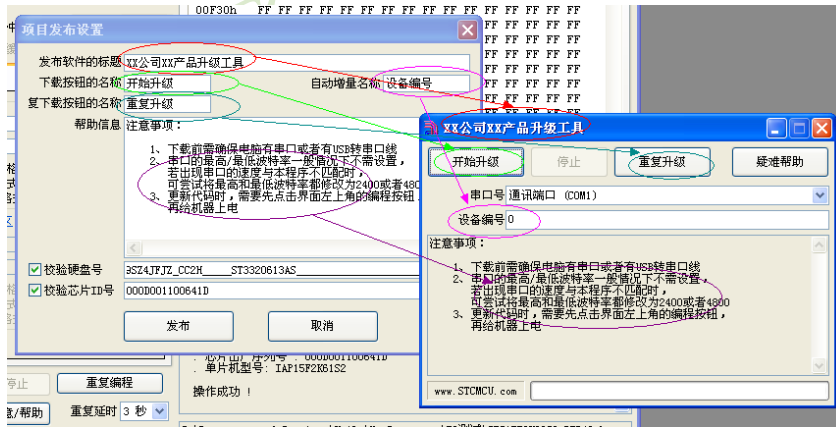 00F30h FF FF FF FF FF FF FF FF FF FF FF FF FF FF FF FF
项目发布设置
发布软件的标题 XX公司XX产品升级工具
下载按钮的名称 开始升级 自动增量名称 设备编号
复下载按钮的名称 重复升级
帮助信息 注意事项:
1、下载前需确保电脑有串口或者有USB转串口线
2、串口的最高/最低波特率一般情况下不需设置,
若出现串口的速度与本程序不匹配时,
可尝试将最高和最低波特率都修改为2400或者480
3、更新代码时,需要先点击界面左上角的编程按钮
再给机器上电
校验硬盘号
校验芯片ID号 000D001100641D
发布 取消
XX公司XX产品升级工具
开始升级 停止 重复升级 疑难帮助
串口号 通讯端口 (COM1)
设备编号 0
注意事项:
1、下载前需确保电脑有串口或者有USB转串口线
2、串口的最高/最低波特率一般情况下不需设置,
若出现串口的速度与本程序不匹配时,
可尝试将最高和最低波特率都修改为2400或者4800
3、更新代码时,需要先点击界面左上角的编程按钮,
再给机器上电
www.STCMCU.com
. 芯片出厂序列号 : 000D001100641D
. 单片机型号: IAP15F2K61S2
操作成功 !
停止 重复编程
/帮助 重复延时 3 秒